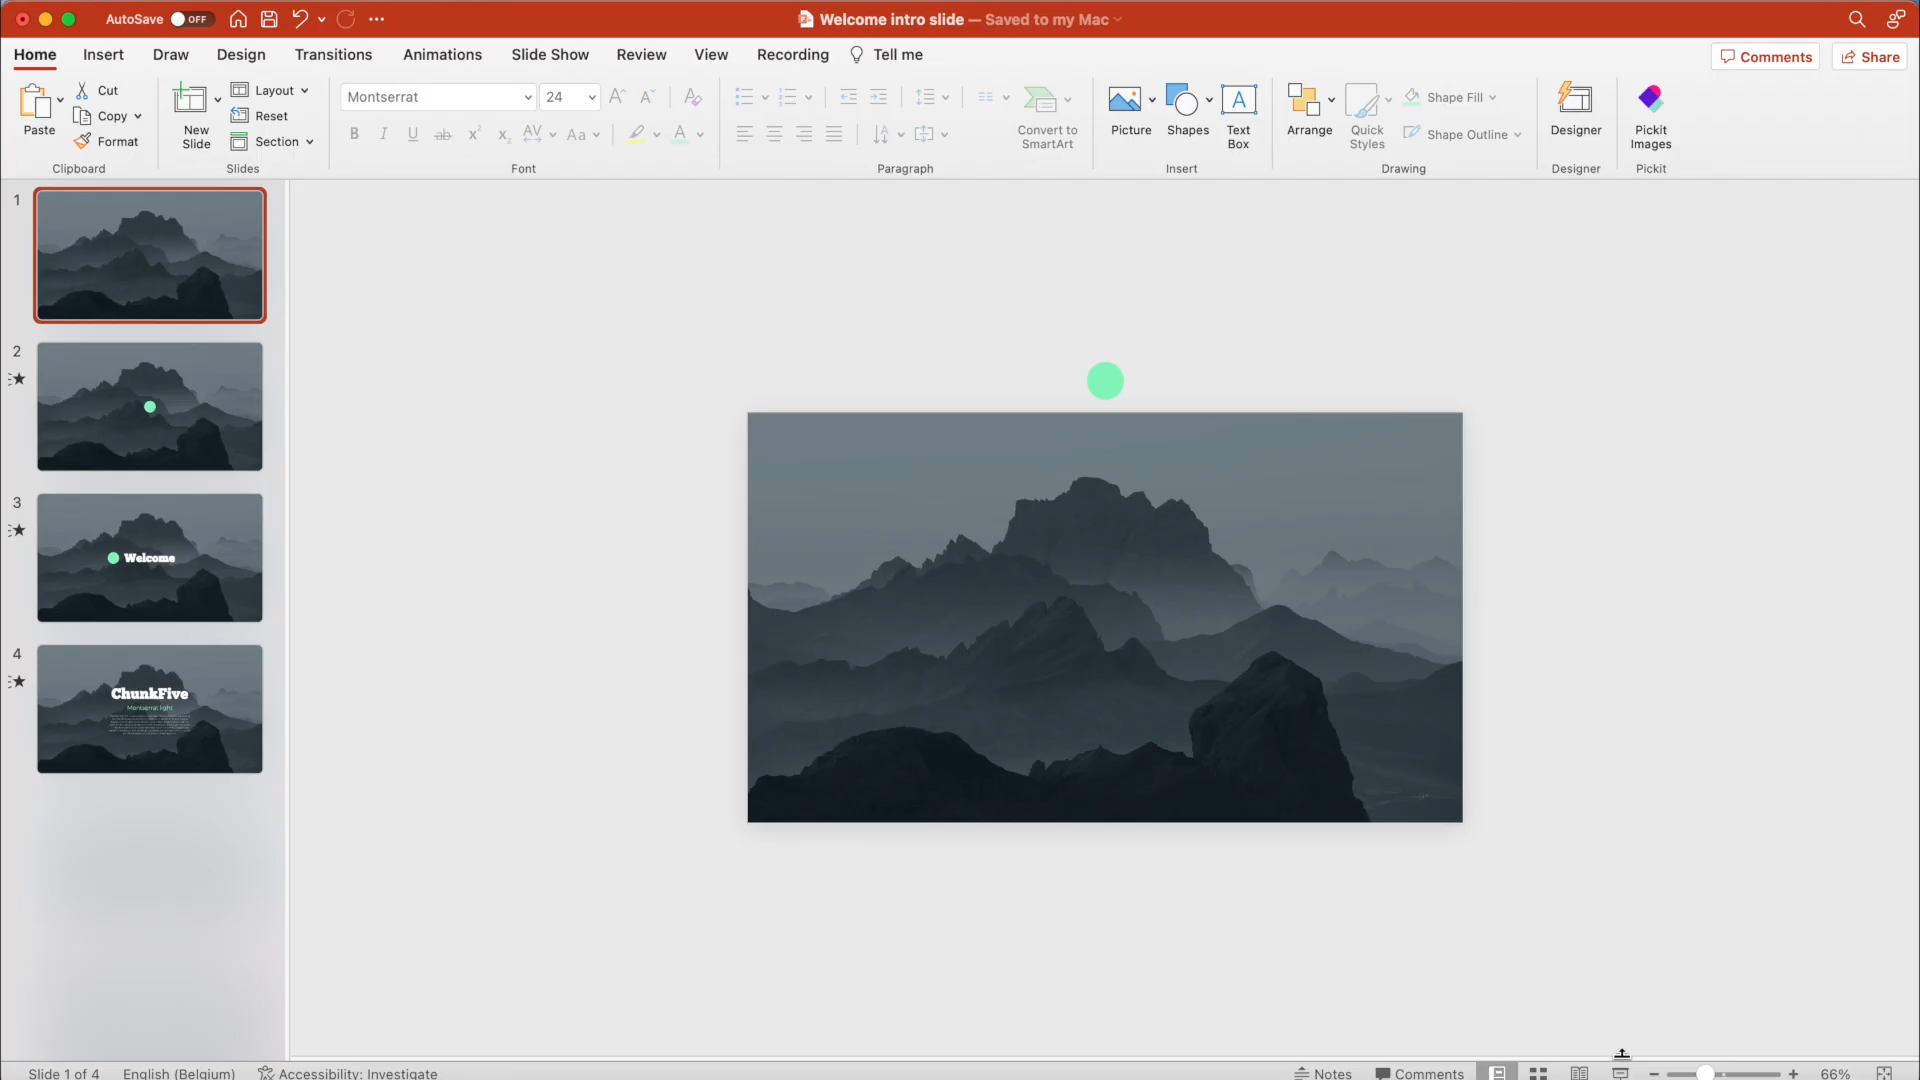 AutoSave OFF
Welcome intro slide — Saved to my Mac
Home Insert Draw Design Transitions Animations Slide Show Review View Recording Tell me
Comments Share
Paste
Cut
Copy
Format
Clipboard
New Slide
Layout
Reset
Section
Slides
Montserrat 24
Font
Paragraph
Convert to SmartArt
Picture
Shapes
Text Box
Insert
Arrange
Quick Styles
Shape Fill
Shape Outline
Drawing
Designer
Designer
Pickit Images
Pickit
1
2
3
Welcome
4
ChunkFive
Montserrat light
Slide 1 of 4 English (Belgium) Accessibility: Investigate
Notes Comments 66%